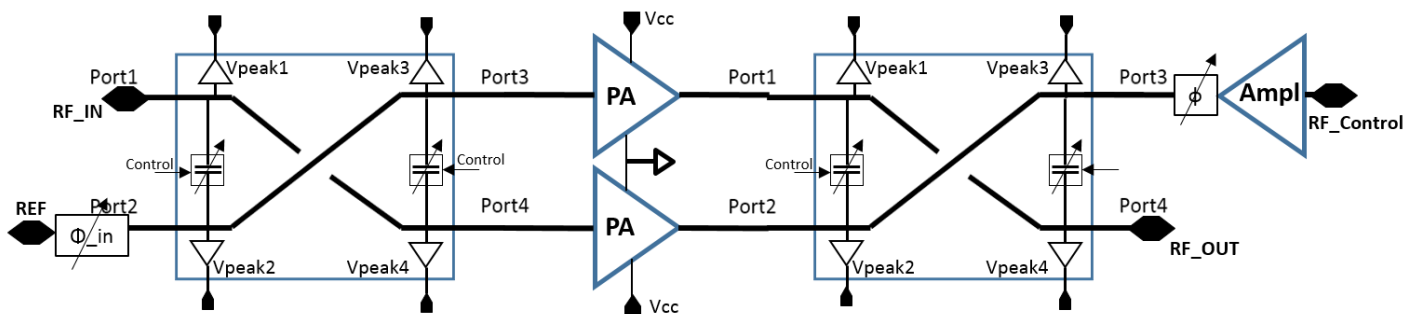 Vcc
Vpeak1
Vpeak3
Vpeak1
Vpeak3
Port1
Port3
Port1
Port3
RF_IN
PA
ϕ
Ampl
RF_Control
Control
Control
Control
REF
Port2
Port4
Port2
Port4
Φ_in
PA
RF_OUT
Vpeak2
Vpeak4
Vpeak2
Vpeak4
Vcc